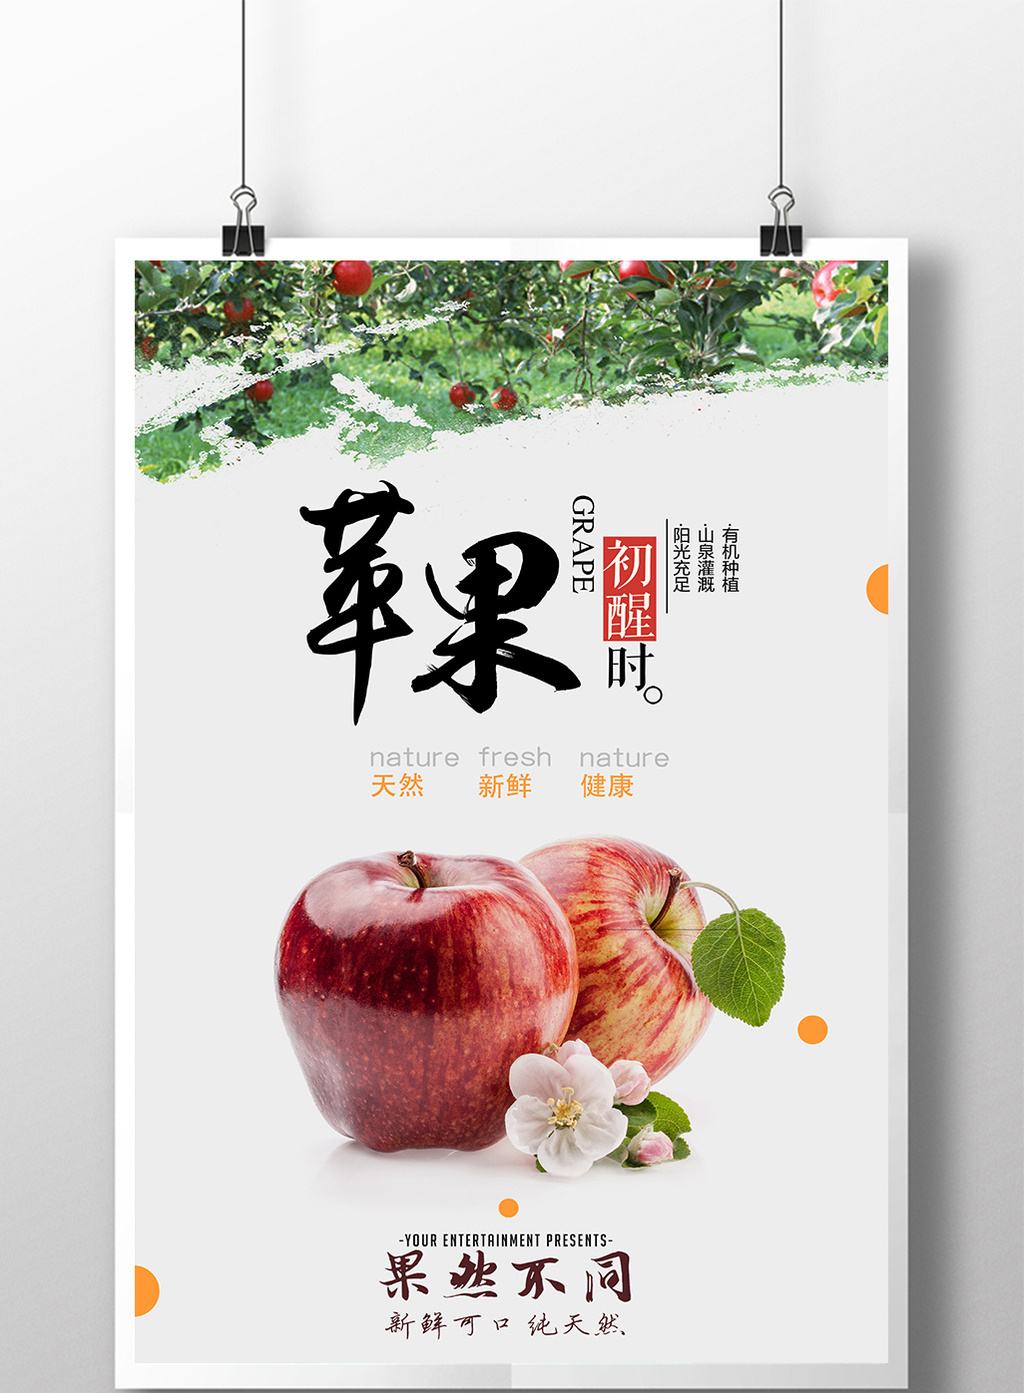 苹果
GRAPE
初醒时。
阳光充足
山泉灌溉
有机种植
nature fresh nature
天然 新鲜 健康
-YOUR ENTERTAINMENT PRESENTS-
果然不同
新鲜可口 纯天然